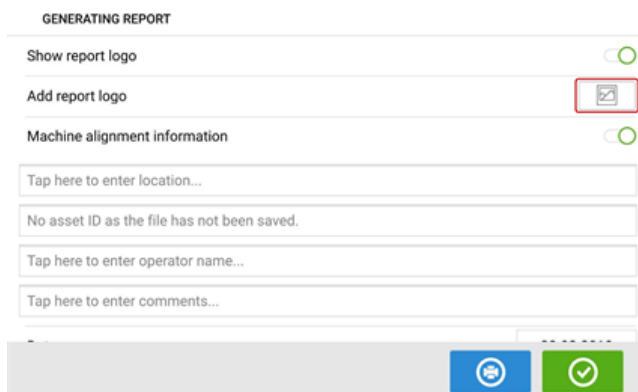 GENERATING REPORT
Show report logo
Add report logo
Machine alignment information
Tap here to enter location...
No asset ID as the file has not been saved.
Tap here to enter operator name...
Tap here to enter comments...